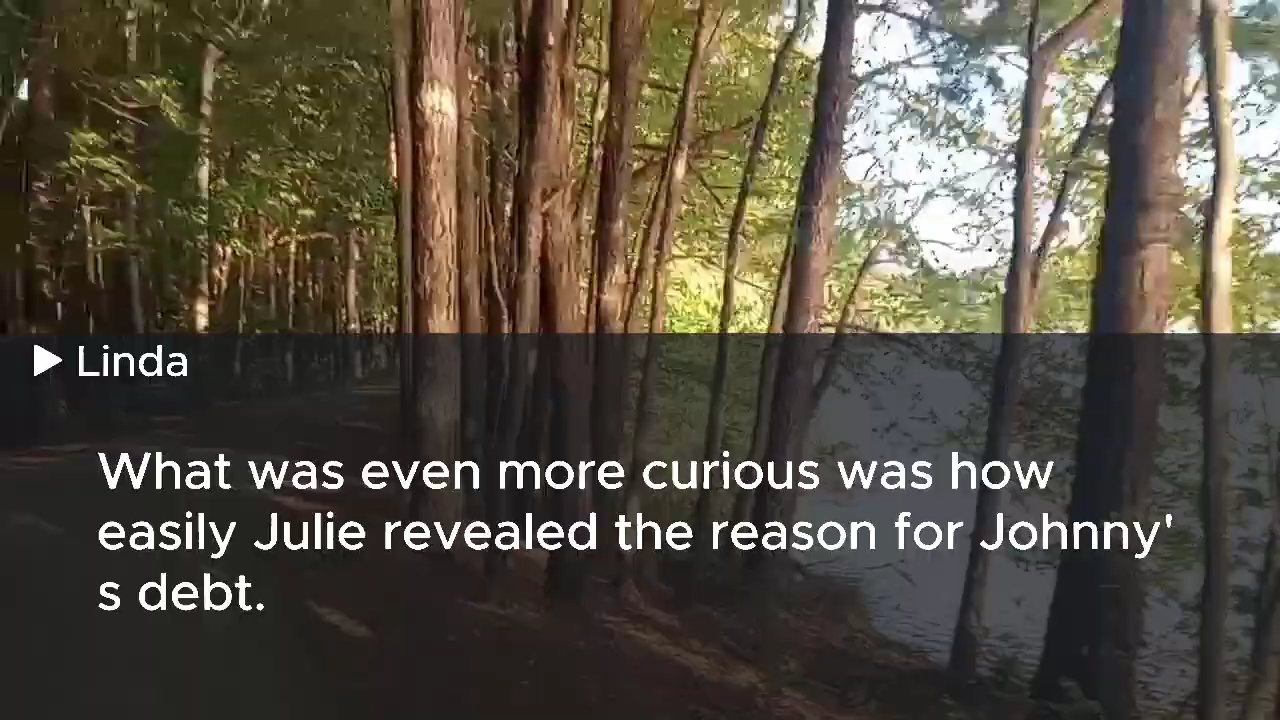 ▶ Linda
What was even more curious was how
easily Julie revealed the reason for Johnny'
s debt.